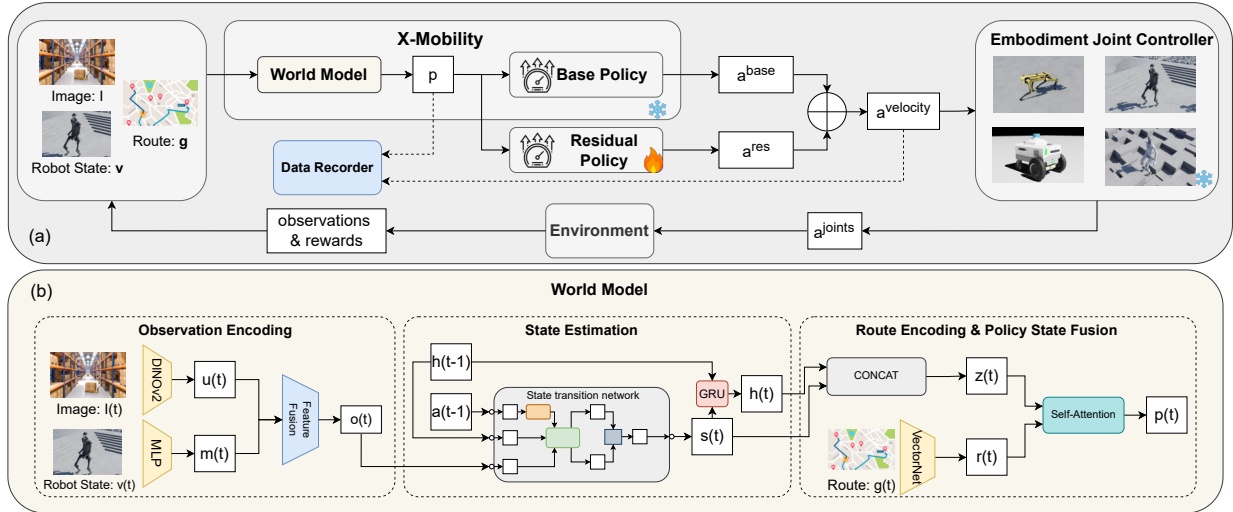 X-Mobility
Embodiment Joint Controller
Image: I
Route: g
Robot State: v
World Model
p
Base Policy
a^base
a^velocity
Residual
Policy
a^res
Data Recorder
observations
& rewards
Environment
a^joints
(a)
(b)
World Model
Observation Encoding
State Estimation
Route Encoding & Policy State Fusion
Image: I(t)
DINOv2
u(t)
Feature
Fusion
o(t)
MLP
m(t)
Robot State: v(t)
h(t-1)
a(t-1)
State transition network
GRU
h(t)
s(t)
CONCAT
z(t)
Self-Attention
p(t)
VectorNet
r(t)
Route: g(t)